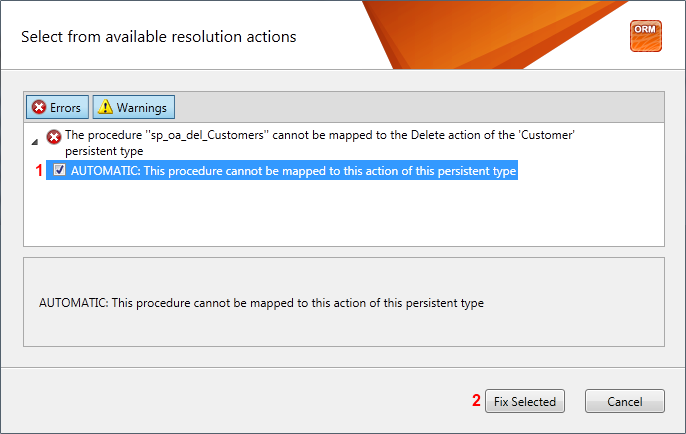 Select from available resolution actions
ORM
Errors
Warnings
The procedure "sp_oa_del_Customers" cannot be mapped to the Delete action of the 'Customer'
persistent type
1 AUTOMATIC: This procedure cannot be mapped to this action of this persistent type
AUTOMATIC: This procedure cannot be mapped to this action of this persistent type
2 Fix Selected
Cancel